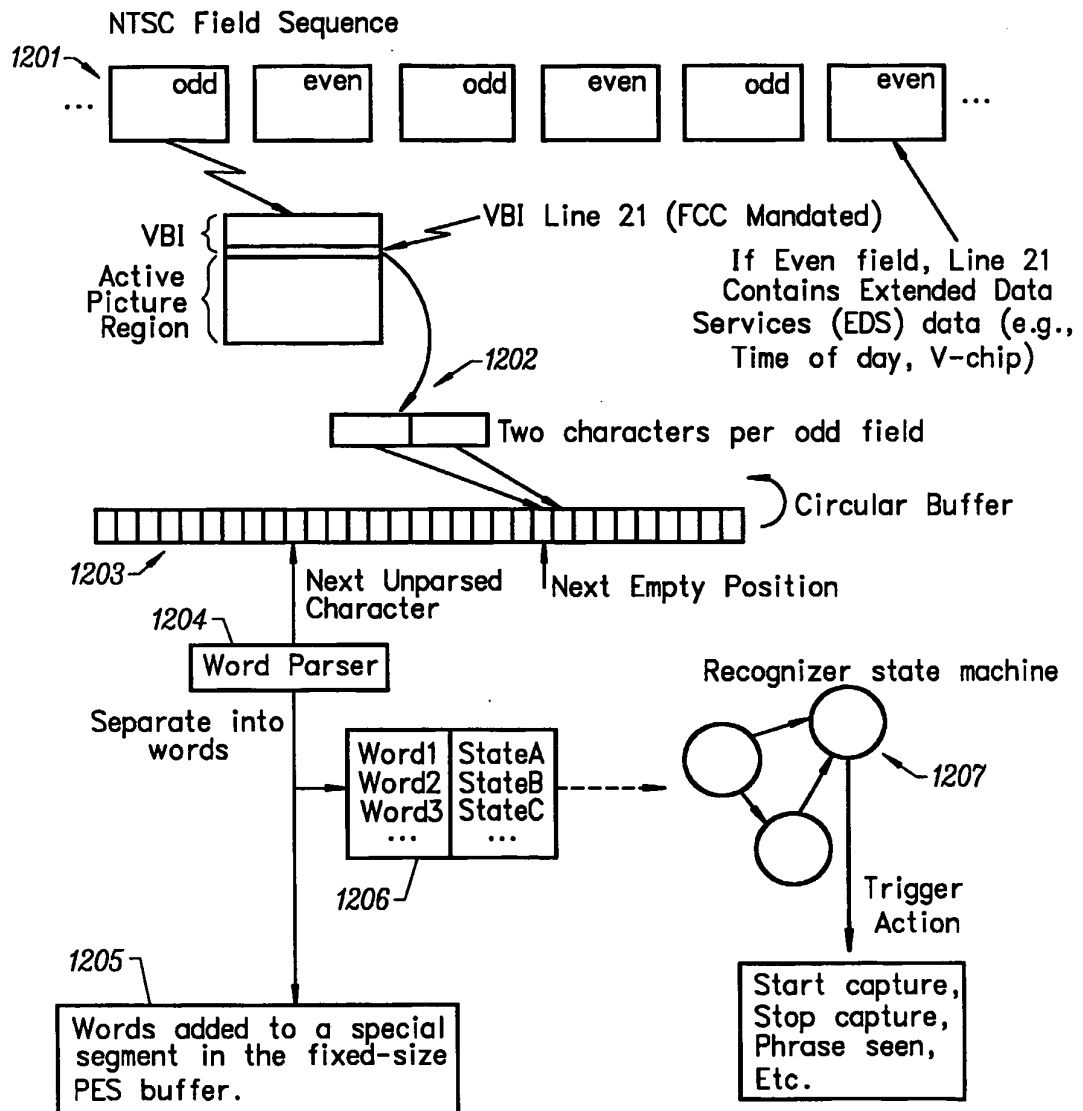 NTSC Field Sequence
1201
... odd even odd even odd even ...
VBI
VBI Line 21 (FCC Mandated)
Active
Picture
Region
If Even field, Line 21
Contains Extended Data
Services (EDS) data (e.g.,
Time of day, V-chip)
1202
Two characters per odd field
Circular Buffer
1203
Next Unparsed
Character
Next Empty Position
1204
Word Parser
Separate into
words
Word1 StateA
Word2 StateB
Word3 StateC
... ...
1206
Recognizer state machine
1207
Trigger
Action
1205
Words added to a special
segment in the fixed-size
PES buffer.
Start capture,
Stop capture,
Phrase seen,
Etc.